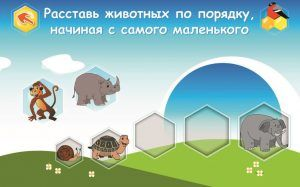 Расставь животных по порядку,
начиная с самого маленького